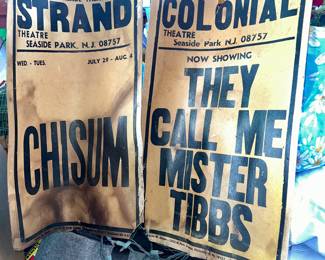 STRAND
THEATRE
SEASIDE PARK, N.J. 08757
WED - TUES. JULY 29 - AUG. 4
CHISUM
COLONIAL
THEATRE
Seaside Park, N.J. 08757
NOW SHOWING
THEY
CALL ME
MISTER
TIBBS